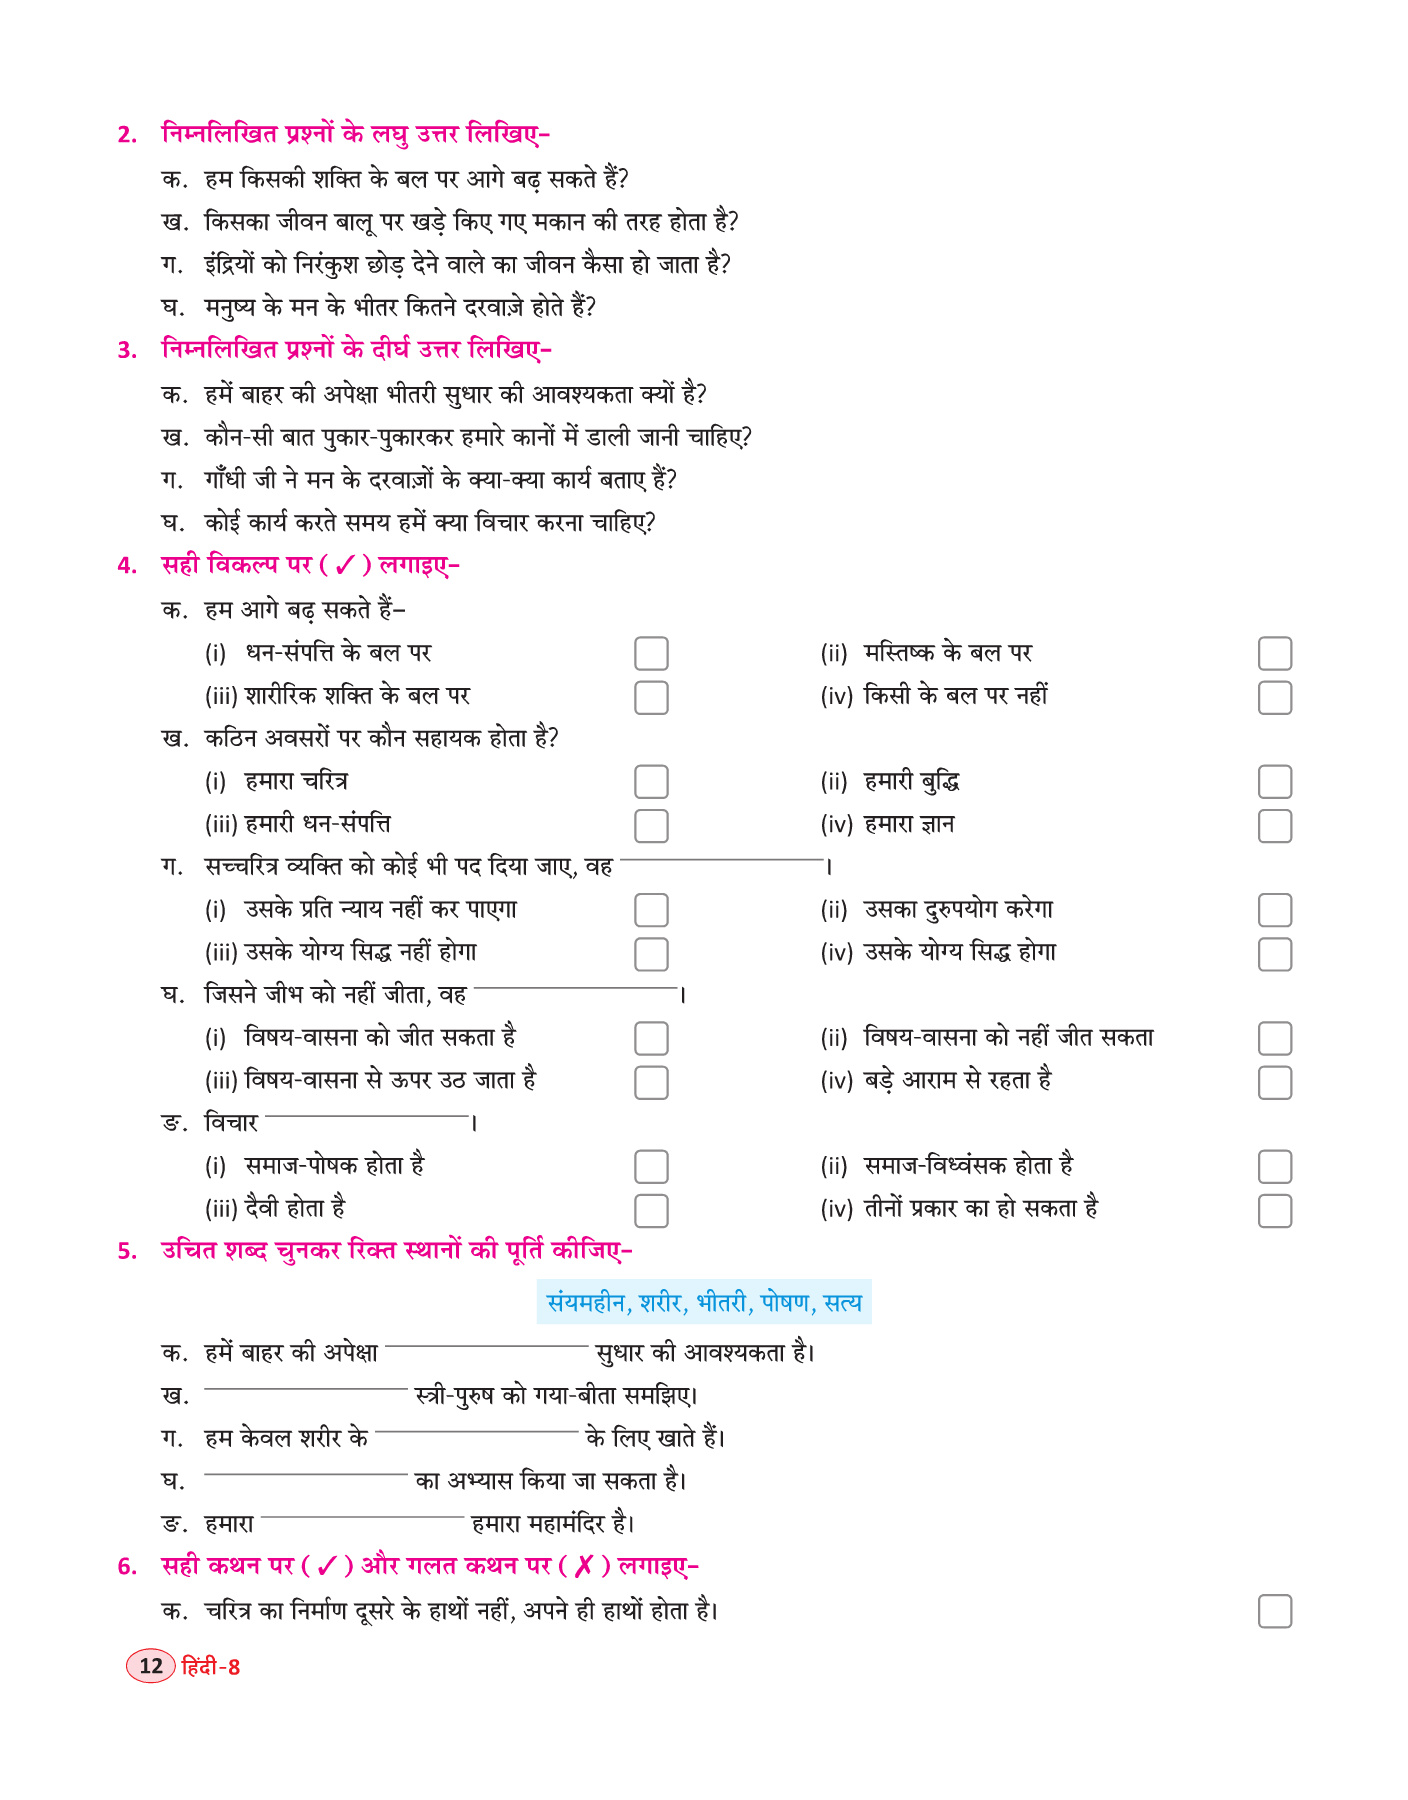 2. निम्नलिखित प्रश्नों के लघु उत्तर लिखिए–
क. हम किसकी शक्ति के बल पर आगे बढ़ सकते हैं?
ख. किसका जीवन बालू पर खड़े किए गए मकान की तरह होता है?
ग. इंद्रियों को निरंकुश छोड़ देने वाले का जीवन कैसा हो जाता है?
घ. मनुष्य के मन के भीतर कितने दरवाज़े होते हैं?
3. निम्नलिखित प्रश्नों के दीर्घ उत्तर लिखिए–
क. हमें बाहर की अपेक्षा भीतरी सुधार की आवश्यकता क्यों है?
ख. कौन-सी बात पुकार-पुकारकर हमारे कानों में डाली जानी चाहिए?
ग. गाँधी जी ने मन के दरवाज़ों के क्या-क्या कार्य बताए हैं?
घ. कोई कार्य करते समय हमें क्या विचार करना चाहिए?
4. सही विकल्प पर (✓) लगाइए–
क. हम आगे बढ़ सकते हैं–
(i) धन-संपत्ति के बल पर (ii) मस्तिष्क के बल पर
(iii) शारीरिक शक्ति के बल पर (iv) किसी के बल पर नहीं
ख. कठिन अवसरों पर कौन सहायक होता है?
(i) हमारा चरित्र (ii) हमारी बुद्धि
(iii) हमारी धन-संपत्ति (iv) हमारा ज्ञान
ग. सच्चरित्र व्यक्ति को कोई भी पद दिया जाए, वह ________________।
(i) उसके प्रति न्याय नहीं कर पाएगा (ii) उसका दुरुपयोग करेगा
(iii) उसके योग्य सिद्ध नहीं होगा (iv) उसके योग्य सिद्ध होगा
घ. जिसने जीभ को नहीं जीता, वह ________________।
(i) विषय-वासना को जीत सकता है (ii) विषय-वासना को नहीं जीत सकता
(iii) विषय-वासना से ऊपर उठ जाता है (iv) बड़े आराम से रहता है
ङ. विचार ________________।
(i) समाज-पोषक होता है (ii) समाज-विध्वंसक होता है
(iii) दैवी होता है (iv) तीनों प्रकार का हो सकता है
5. उचित शब्द चुनकर रिक्त स्थानों की पूर्ति कीजिए–
संयमहीन, शरीर, भीतरी, पोषण, सत्य
क. हमें बाहर की अपेक्षा ________________ सुधार की आवश्यकता है।
ख. ________________ स्त्री-पुरुष को गया-बीता समझिए।
ग. हम केवल शरीर के ________________ के लिए खाते हैं।
घ. ________________ का अभ्यास किया जा सकता है।
ङ. हमारा ________________ हमारा महामंदिर है।
6. सही कथन पर (✓) और गलत कथन पर (✗) लगाइए–
क. चरित्र का निर्माण दूसरे के हाथों नहीं, अपने ही हाथों होता है।
12 हिंदी-8